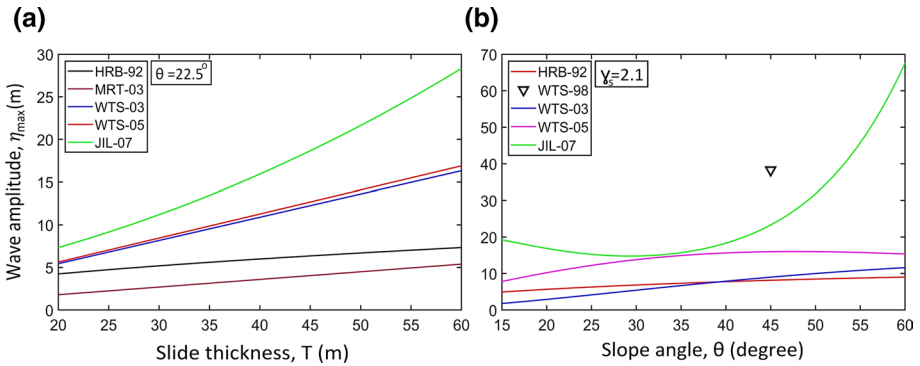 (a)
30
25
20
15
10
5
0
Wave amplitude, ηmax(m)
HRB-92
MRT-03
WTS-03
WTS-05
JIL-07
θ =22.5°
20 25 30 35 40 45 50 55 60
Slide thickness, T (m)
(b)
70
60
50
40
30
20
10
0
HRB-92
WTS-98
WTS-03
WTS-05
JIL-07
γs=2.1
15 20 25 30 35 40 45 50 55 60
Slope angle, θ (degree)